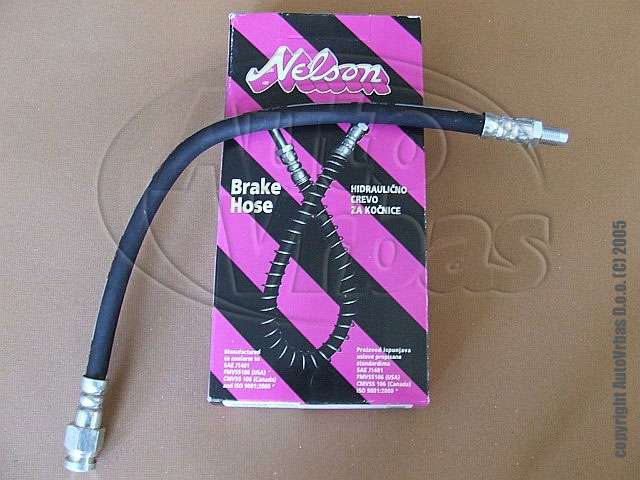 Nelson
Brake
Hose
HIDRAULIČNO
CREVO
ZA KOČNICE
Manufactured
to conform to
SAE J1401
FMVSS106 (USA)
CMVSS 106 (Canada)
and ISO 9001:2000 *
Proizvod ispunjava
uslove propisane
standardima
SAE J1401
FMVSS106 (USA)
CMVSS 106 (Canada)
ISO 9001:2000 *
Auto
Vrbas
copyright AutoVrbas D.o.o. (C) 2005